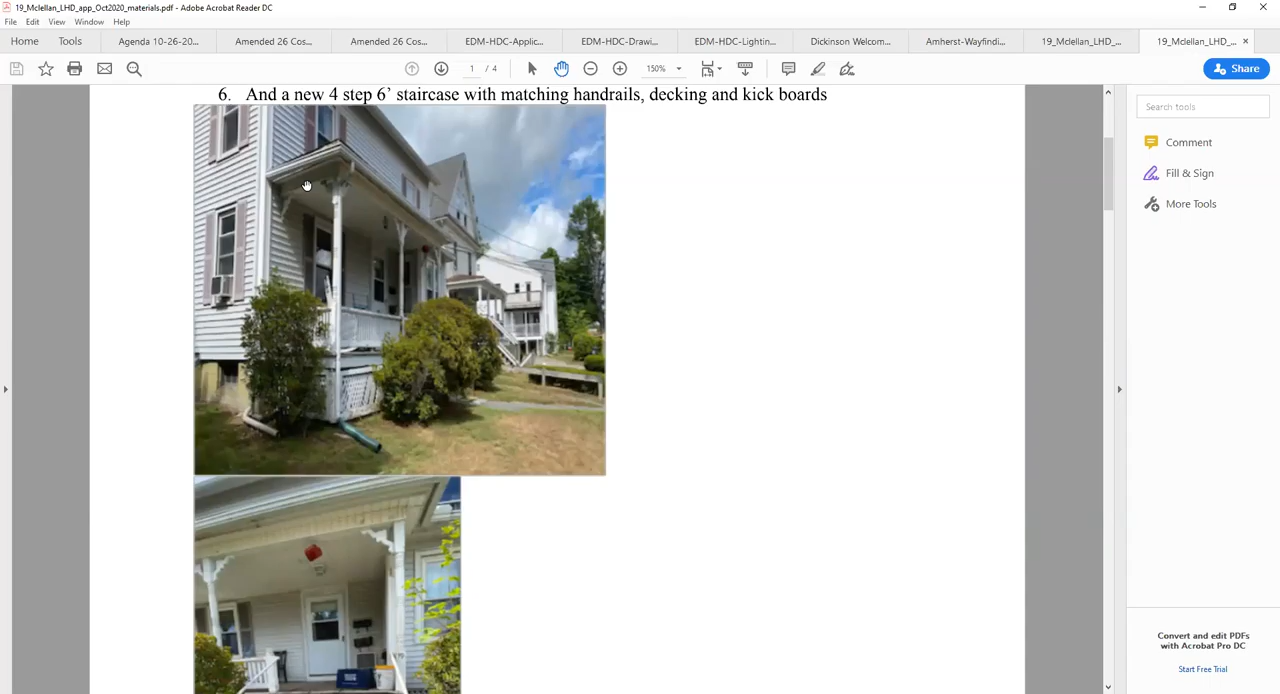 19_Mclellan_LHD_app_Oct2020_materials.pdf - Adobe Acrobat Reader DC
File Edit View Window Help
Home Tools Agenda 10-26-20... Amended 26 Cos... Amended 26 Cos... EDM-HDC-Applic... EDM-HDC-Drawi... EDM-HDC-Lightin... Dickinson Welcom... Amherst-Wayfindi... 19_Mclellan_LHD_... 19_Mclellan_LHD_...
1 / 4 150% Share
6. And a new 4 step 6’ staircase with matching handrails, decking and kick boards
Search tools
Comment
Fill & Sign
More Tools
Convert and edit PDFs
with Acrobat Pro DC
Start Free Trial